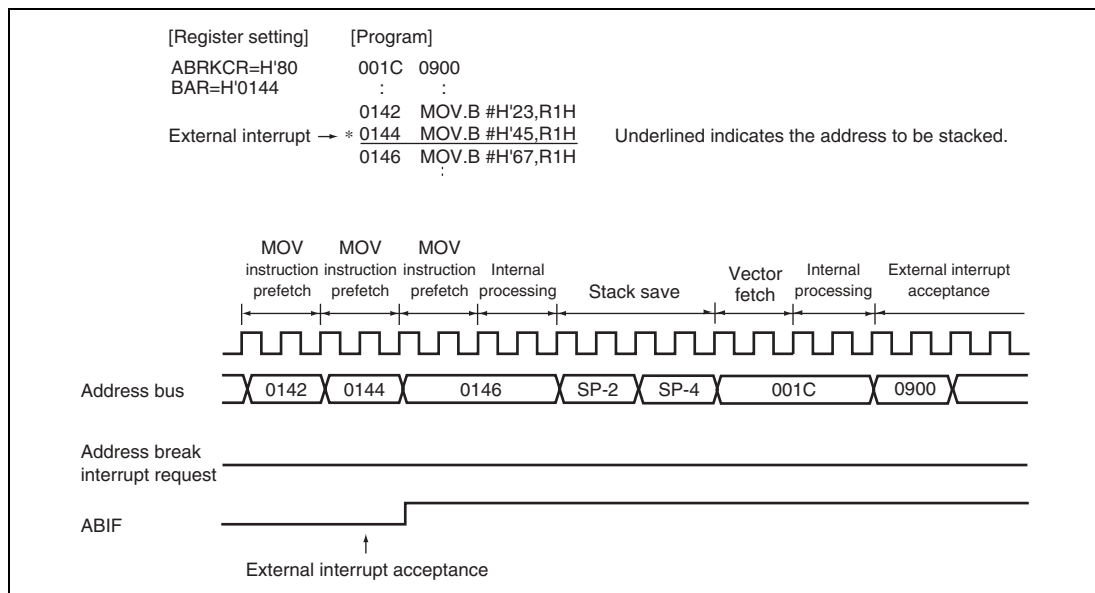 [Register setting] [Program]
ABRKCR=H'80 001C 0900
BAR=H'0144 : :
0142 MOV.B #H'23,R1H
External interrupt → * 0144 MOV.B #H'45,R1H Underlined indicates the address to be stacked.
0146 MOV.B #H'67,R1H
:
MOV MOV MOV
instruction instruction instruction Internal Vector Internal External interrupt
prefetch prefetch prefetch processing Stack save fetch processing acceptance
Address bus 0142 0144 0146 SP-2 SP-4 001C 0900
Address break
interrupt request
ABIF
External interrupt acceptance